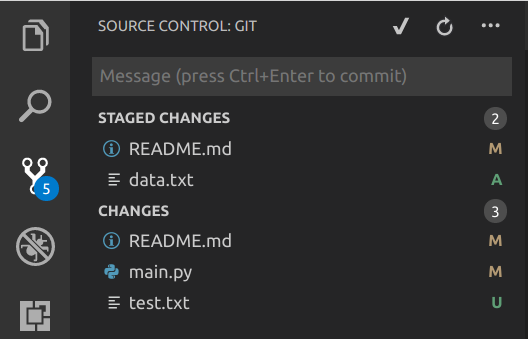 SOURCE CONTROL: GIT
Message (press Ctrl+Enter to commit)
STAGED CHANGES 2
README.md M
data.txt A
5
CHANGES 3
README.md M
main.py M
test.txt U